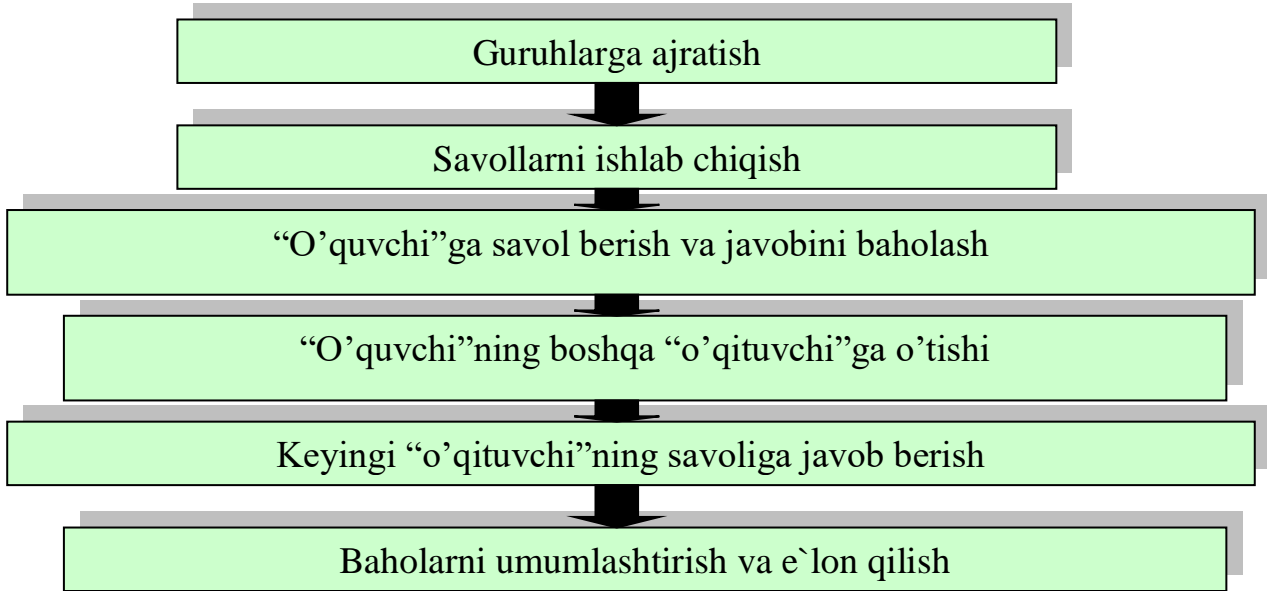 Guruhlarga ajratish
Savollarni ishlab chiqish
“O’quvchi”ga savol berish va javobini baholash
“O’quvchi”ning boshqa “o’qituvchi”ga o’tishi
Keyingi “o’qituvchi”ning savoliga javob berish
Baholarni umumlashtirish va e`lon qilish